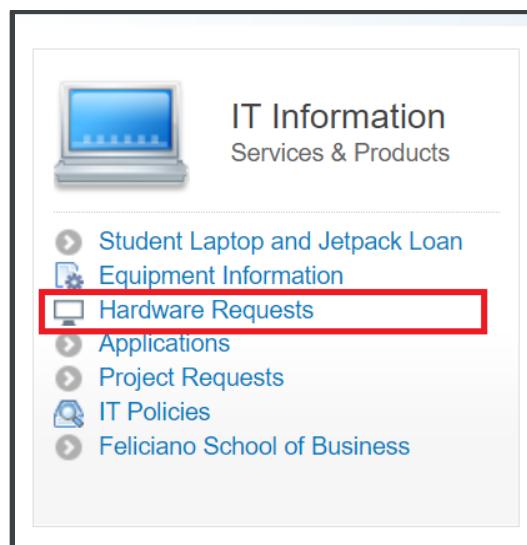 IT Information
Services & Products
Student Laptop and Jetpack Loan
Equipment Information
Hardware Requests
Applications
Project Requests
IT Policies
Feliciano School of Business